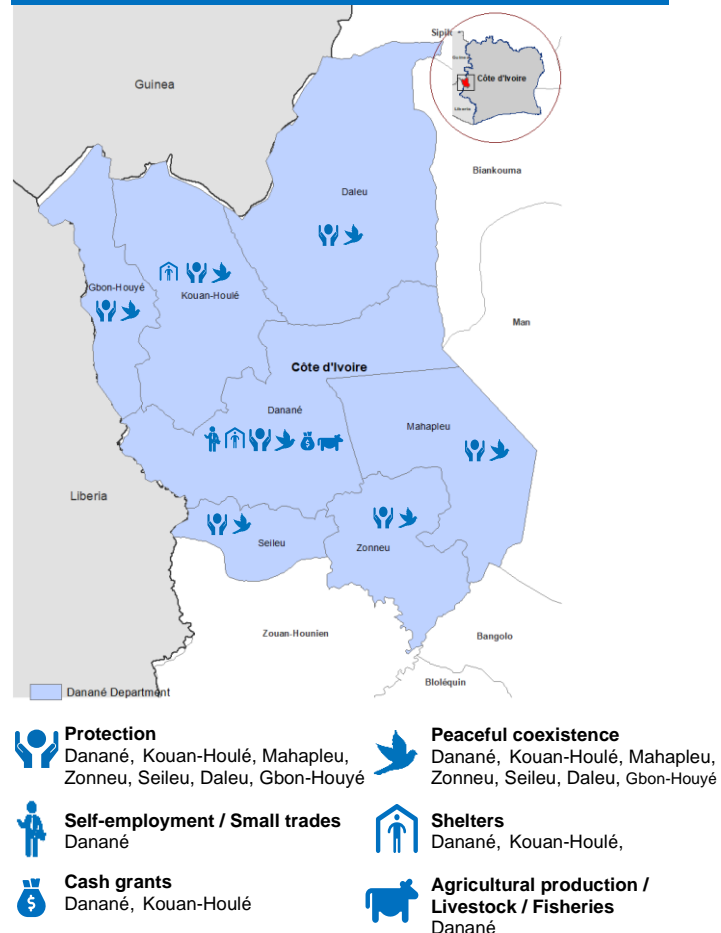 Sipil
Guinea
Guinea
Côte d'Ivoire
Liberia
Biankouma
Daleu
Gbon-Houyé
Kouan-Houlé
Man
Côte d'Ivoire
Danané
Mahapleu
Liberia
Seileu
Zonneu
Zouan-Hounien
Bangolo
Bloléquin
Danané Department
Protection
Danané, Kouan-Houlé, Mahapleu,
Zonneu, Seileu, Daleu, Gbon-Houyé
Peaceful coexistence
Danané, Kouan-Houlé, Mahapleu,
Zonneu, Seileu, Daleu, Gbon-Houyé
Self-employment / Small trades
Danané
Shelters
Danané, Kouan-Houlé,
Cash grants
Danané, Kouan-Houlé
$
Agricultural production /
Livestock / Fisheries
Danané